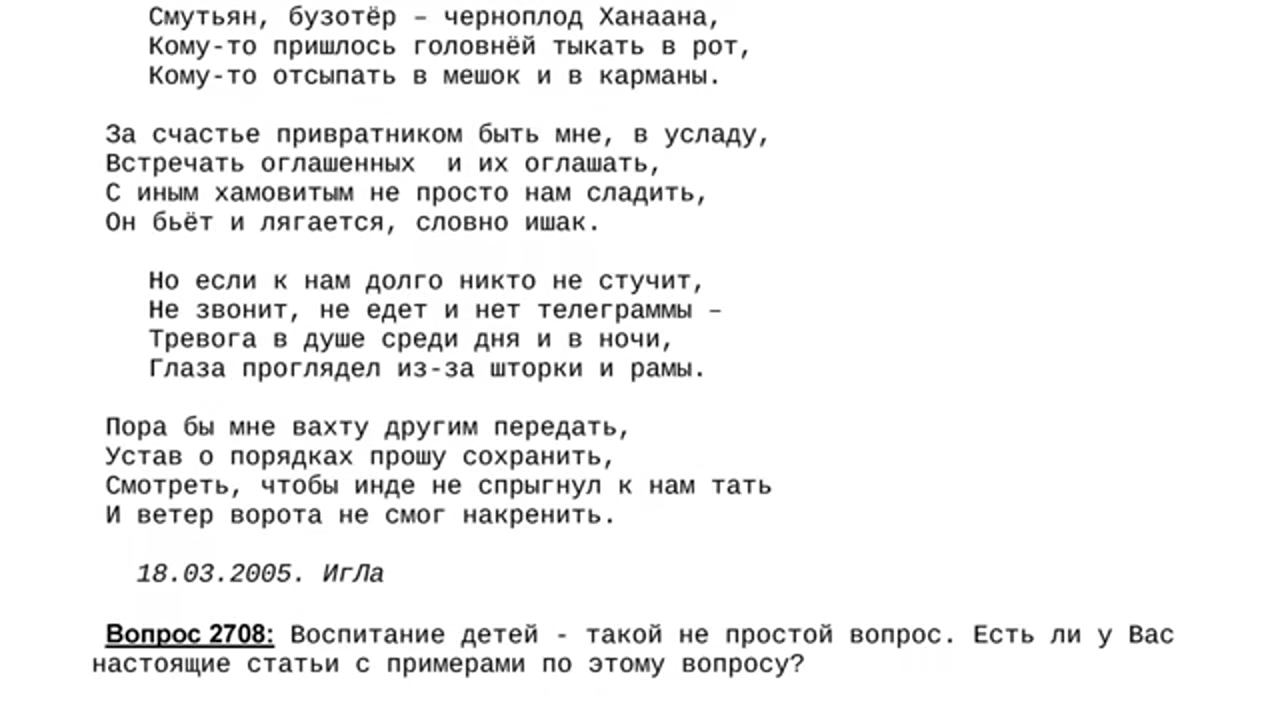 Смутьян, бузотёр – черноплод Ханаана,
Кому-то пришлось головнёй тыкать в рот,
Кому-то отсыпать в мешок и в карманы.
За счастье привратником быть мне, в усладу,
Встречать оглашенных  и их оглашать,
С иным хамовитым не просто нам сладить,
Он бьёт и лягается, словно ишак.
Но если к нам долго никто не стучит,
Не звонит, не едет и нет телеграммы –
Тревога в душе среди дня и в ночи,
Глаза проглядел из-за шторки и рамы.
Пора бы мне вахту другим передать,
Устав о порядках прошу сохранить,
Смотреть, чтобы инде не спрыгнул к нам тать
И ветер ворота не смог накренить.
18.03.2005. ИгЛа
Вопрос 2708: Воспитание детей - такой не простой вопрос. Есть ли у Вас
настоящие статьи с примерами по этому вопросу?